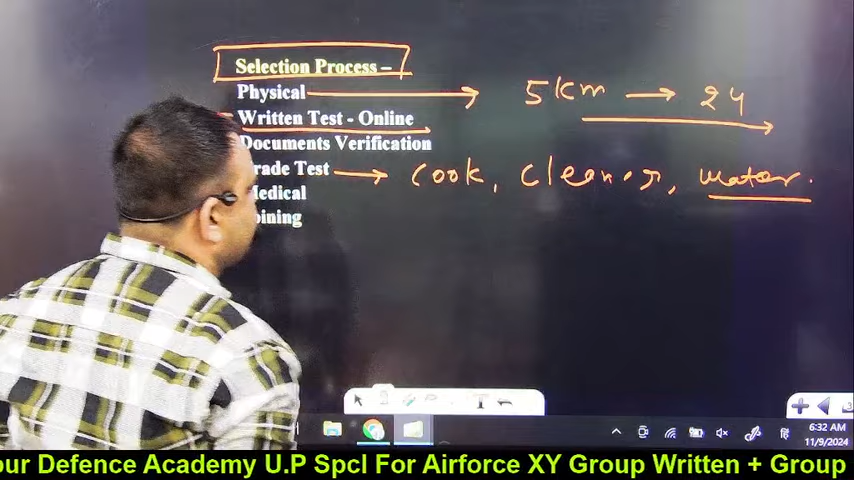 Selection Process –
Physical → 5km → 24
Written Test - Online
Documents Verification
rade Test → Cook, Cleaner, water.
Medical
oining
6:32 AM
11/9/2024
our Defence Academy U.P Spcl For Airforce XY Group Written + Group